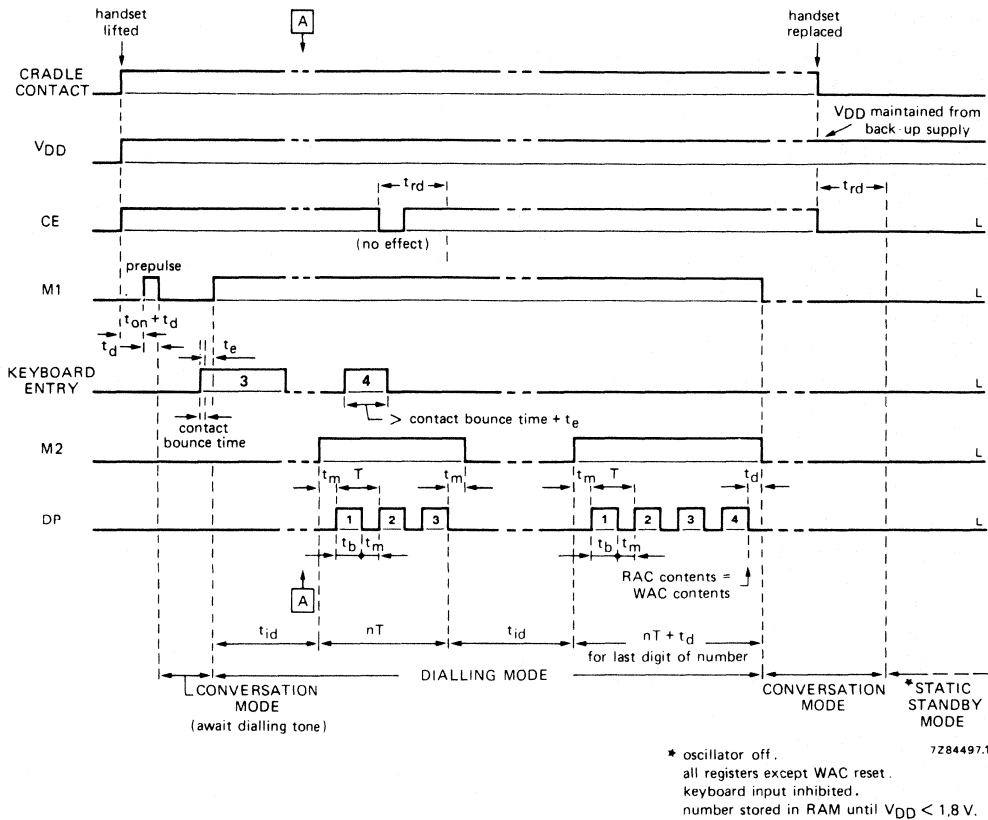 handset
lifted
A
handset
replaced
CRADLE
CONTACT
VDD maintained from
back-up supply
VDD
trd
trd
CE
(no effect)
L
prepulse
M1
L
ton + td
td
te
KEYBOARD
ENTRY
3
4
L
> contact bounce time + te
contact
bounce time
M2
L
tm
T
tm
tm
T
td
DP
1
2
3
1
2
3
4
L
tb
tm
tb
tm
RAC contents =
WAC contents
A
tid
nT
tid
nT + td
for last digit of number
DIALLING MODE
CONVERSATION
MODE
(await dialling tone)
CONVERSATION
MODE
* STATIC
STANDBY
MODE
7Z84497.1
* oscillator off.
all registers except WAC reset.
keyboard input inhibited.
number stored in RAM until VDD < 1,8 V.